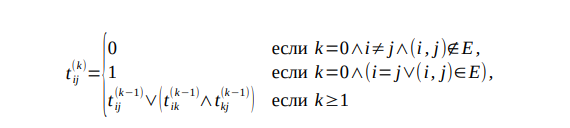 0 если k=0∧i≠j∧(i,j)∉E,
t_{ij}^{(k)}= 1 если k=0∧(i=j∨(i,j)∈E),
t_{ij}^{(k−1)}∨(t_{ik}^{(k−1)}∧t_{kj}^{(k−1)}) если k≥1